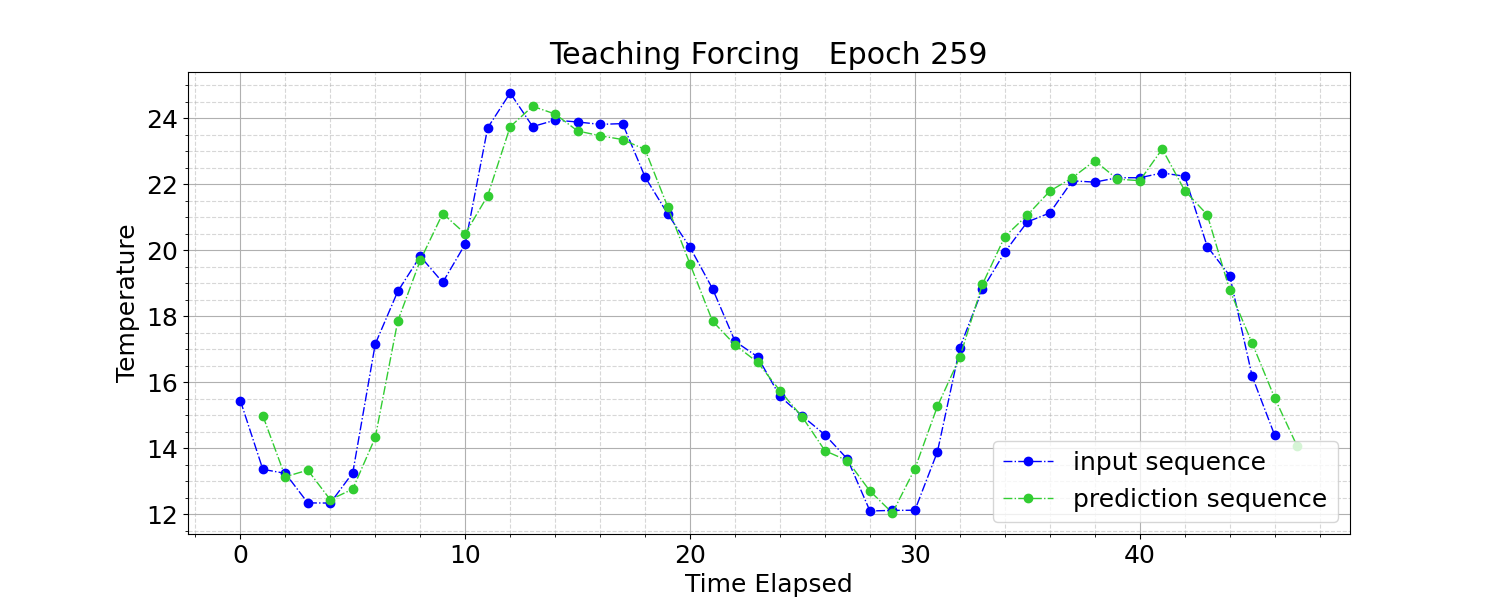 Teaching Forcing   Epoch 259
Temperature
24
22
20
18
16
14
12
0 10 20 30 40
Time Elapsed
input sequence
prediction sequence